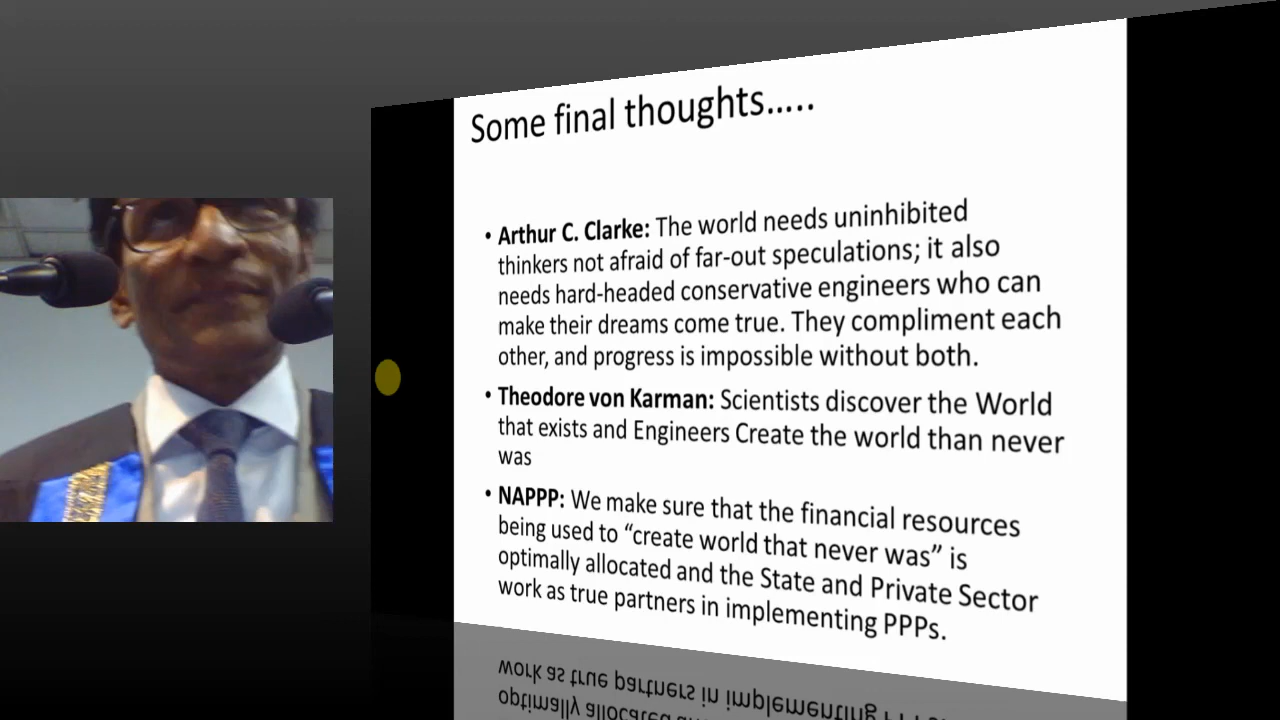 Some final thoughts.....
• Arthur C. Clarke: The world needs uninhibited
thinkers not afraid of far-out speculations; it also
needs hard-headed conservative engineers who can
make their dreams come true. They compliment each
other, and progress is impossible without both.
• Theodore von Karman: Scientists discover the World
that exists and Engineers Create the world than never
was
• NAPPP: We make sure that the financial resources
being used to “create world that never was” is
optimally allocated and the State and Private Sector
work as true partners in implementing PPPs.